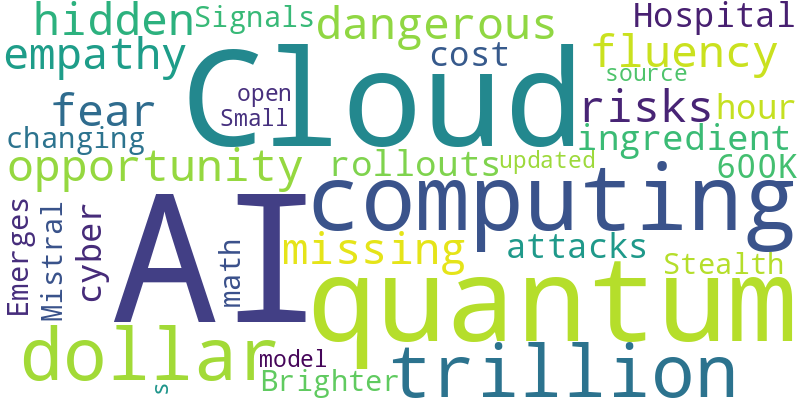 hidden
Signals
dangerous
Hospital
empathy
Cloud
cost
fluency
source
fear
open
Small
risks
hour
changing
ingredient
opportunity
rollouts
updated
600K
computing
AI
Emerges
Mistral
cyber
math
missing
attacks
Stealth
quantum
dollar
model
trillion
Brighter
s